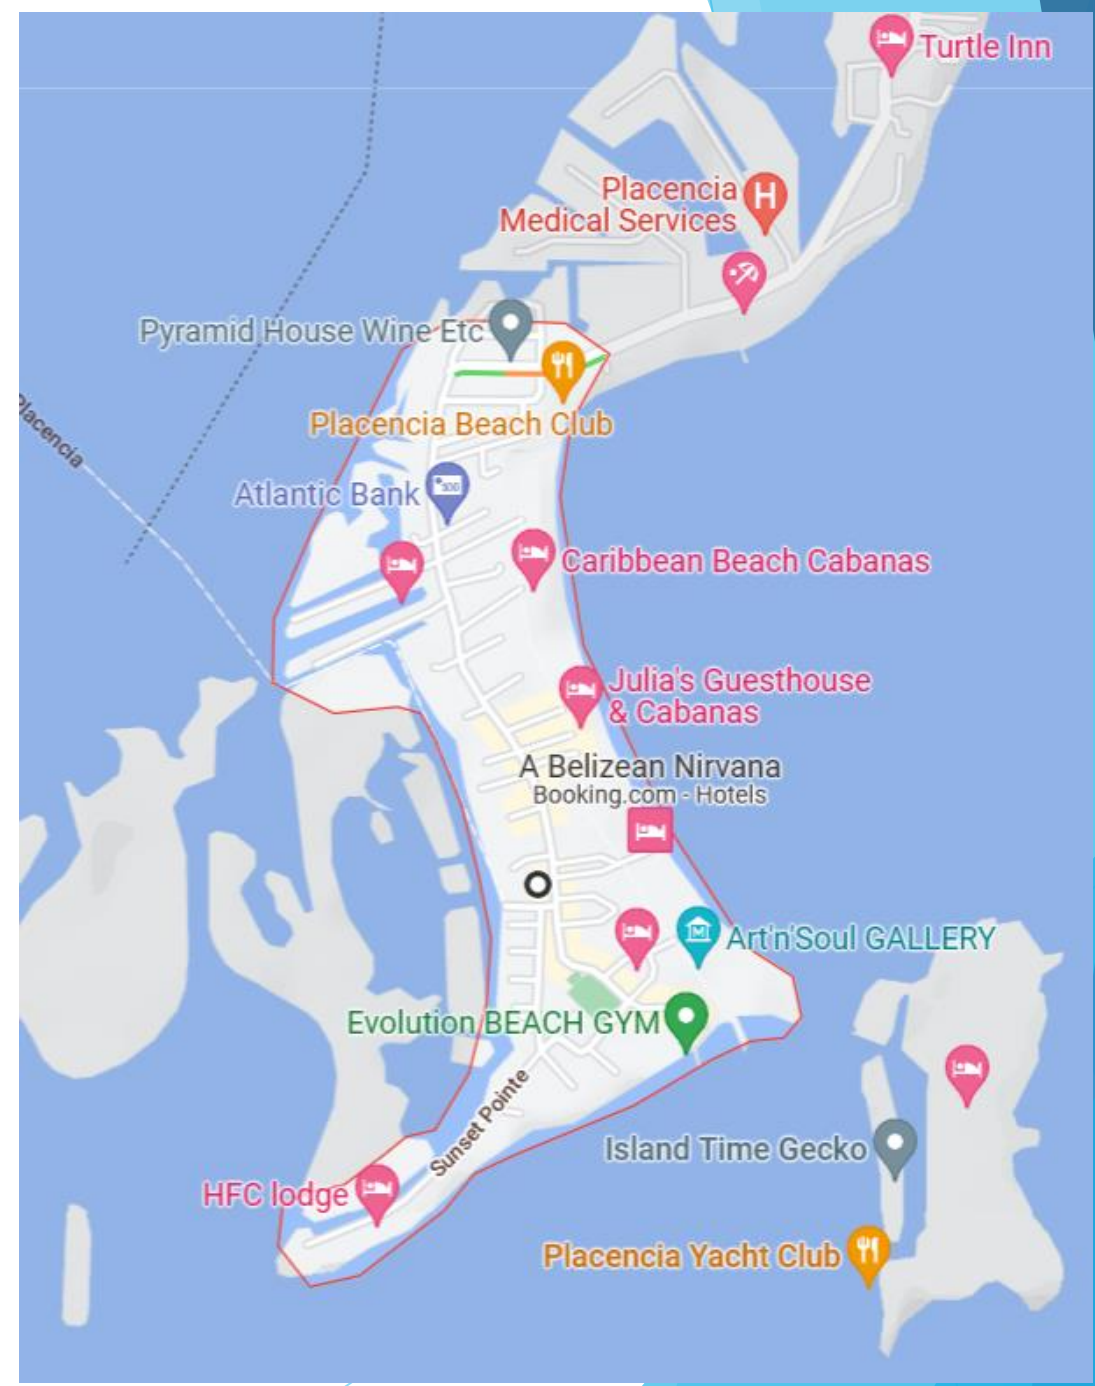 Turtle Inn
Placencia
Medical Services
H
Pyramid House Wine Etc
Placencia Beach Club
Placencia
Atlantic Bank
Caribbean Beach Cabanas
Julia's Guesthouse
& Cabanas
A Belizean Nirvana
Booking.com - Hotels
Art'n'Soul GALLERY
Evolution BEACH GYM
Sunset Pointe
Island Time Gecko
HFC lodge
Placencia Yacht Club